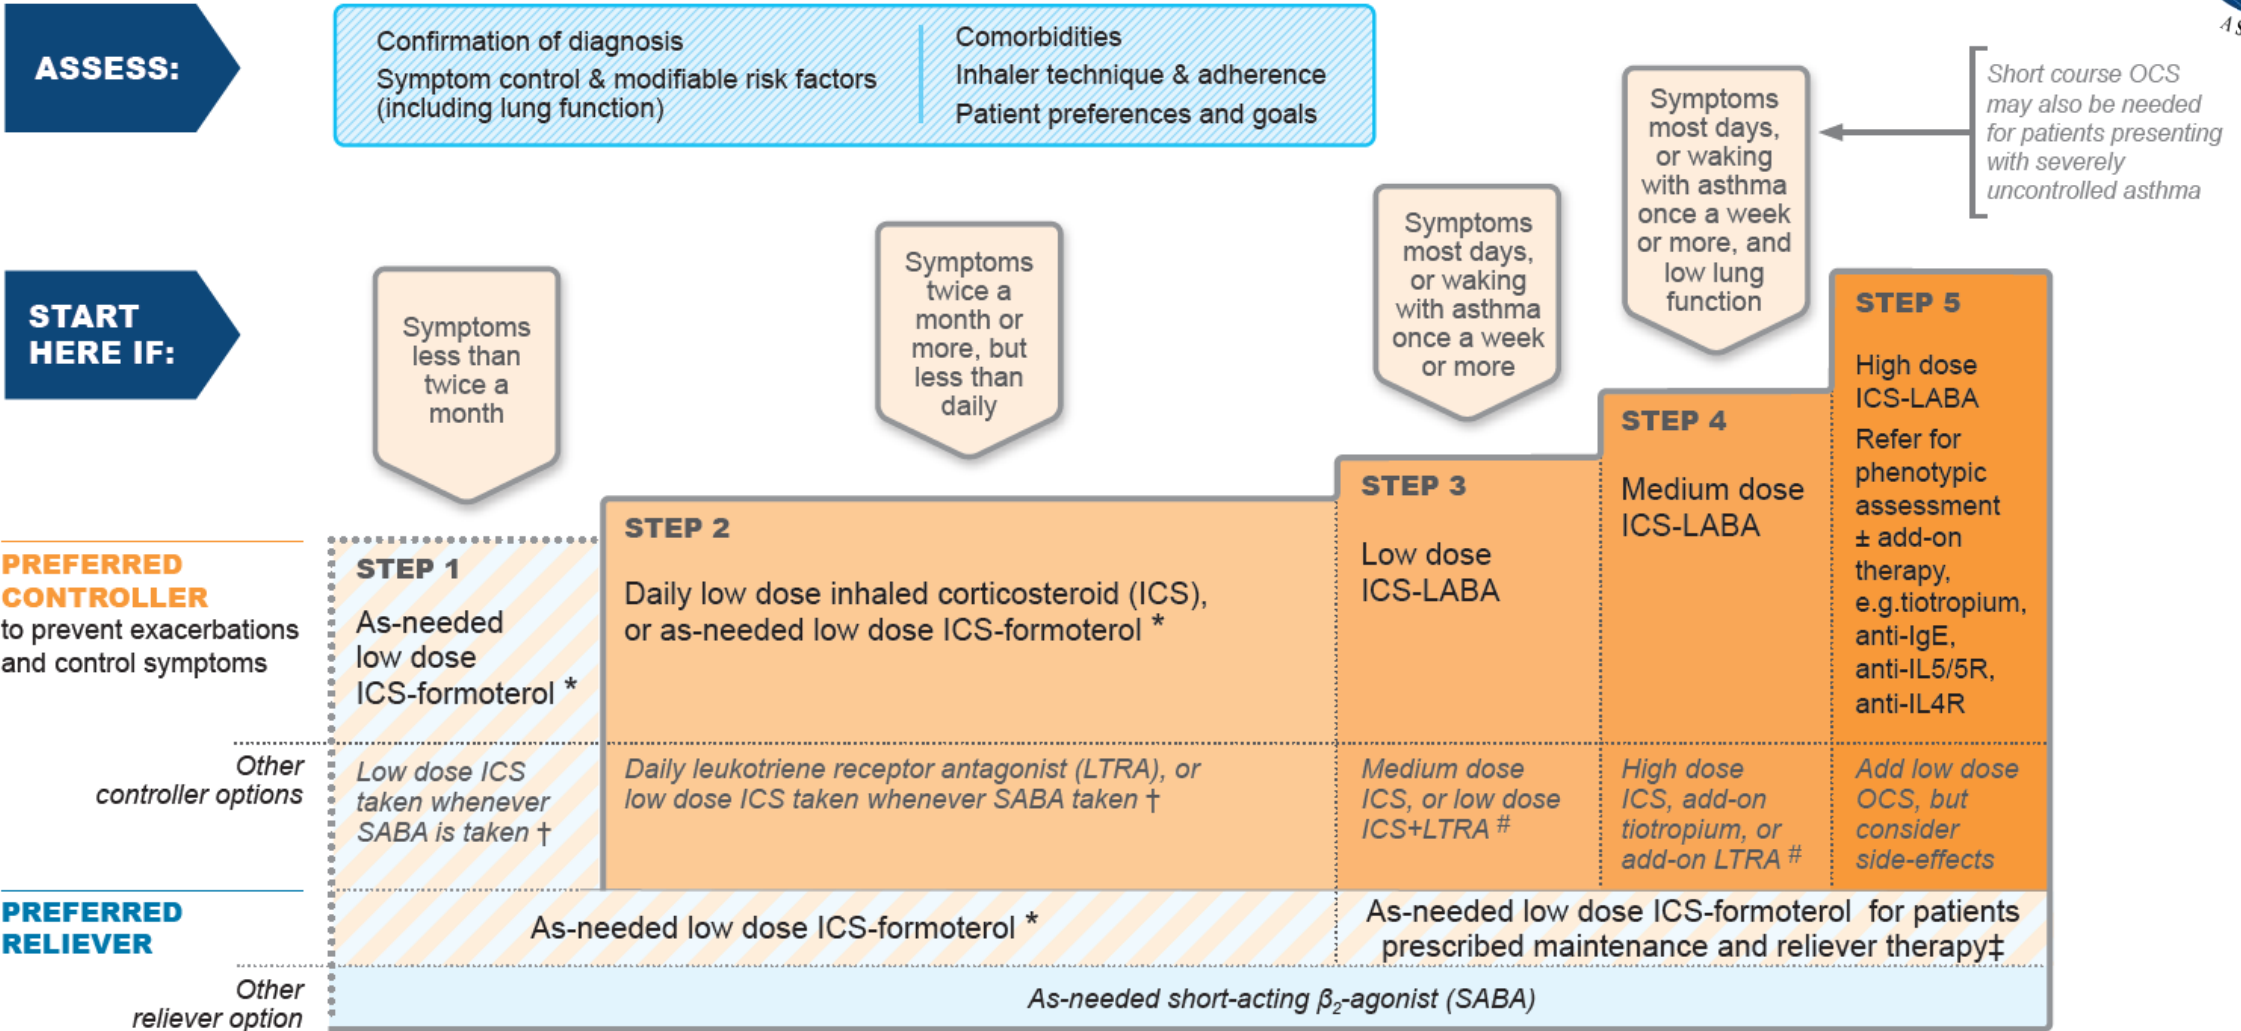 ASSESS:
Confirmation of diagnosis
Symptom control & modifiable risk factors
(including lung function)
Comorbidities
Inhaler technique & adherence
Patient preferences and goals
Short course OCS
may also be needed
for patients presenting
with severely
uncontrolled asthma
START
HERE IF:
Symptoms
less than
twice a
month
Symptoms
twice a
month or
more, but
less than
daily
Symptoms
most days,
or waking
with asthma
once a week
or more
Symptoms
most days,
or waking
with asthma
once a week
or more, and
low lung
function
PREFERRED
CONTROLLER
to prevent exacerbations
and control symptoms
STEP 1
As-needed
low dose
ICS-formoterol *
STEP 2
Daily low dose inhaled corticosteroid (ICS),
or as-needed low dose ICS-formoterol *
STEP 3
Low dose
ICS-LABA
STEP 4
Medium dose
ICS-LABA
STEP 5
High dose
ICS-LABA
Refer for
phenotypic
assessment
± add-on
therapy,
e.g.tiotropium,
anti-IgE,
anti-IL5/5R,
anti-IL4R
Other
controller options
Low dose ICS
taken whenever
SABA is taken †
Daily leukotriene receptor antagonist (LTRA), or
low dose ICS taken whenever SABA taken †
Medium dose
ICS, or low dose
ICS+LTRA #
High dose
ICS, add-on
tiotropium, or
add-on LTRA #
Add low dose
OCS, but
consider
side-effects
PREFERRED
RELIEVER
As-needed low dose ICS-formoterol *
As-needed low dose ICS-formoterol for patients
prescribed maintenance and reliever therapy‡
Other
reliever option
As-needed short-acting β₂-agonist (SABA)